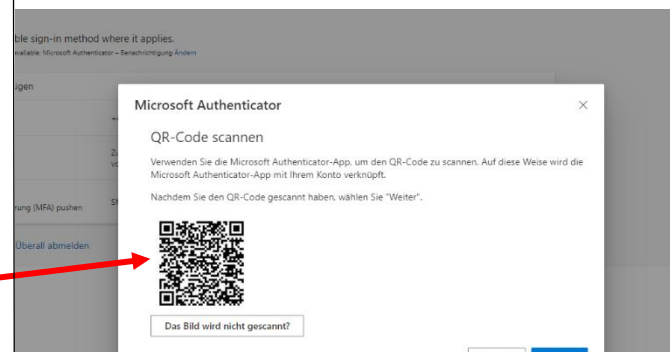 ble sign-in method where it applies.
available: Microsoft Authenticator – Benachrichtigung Ändern
ügen
Microsoft Authenticator
QR-Code scannen
Verwenden Sie die Microsoft Authenticator-App, um den QR-Code zu scannen. Auf diese Weise wird die
Microsoft Authenticator-App mit Ihrem Konto verknüpft.
Nachdem Sie den QR-Code gescannt haben, wählen Sie "Weiter".
rung (MFA) pushen
Überall abmelden
Das Bild wird nicht gescannt?